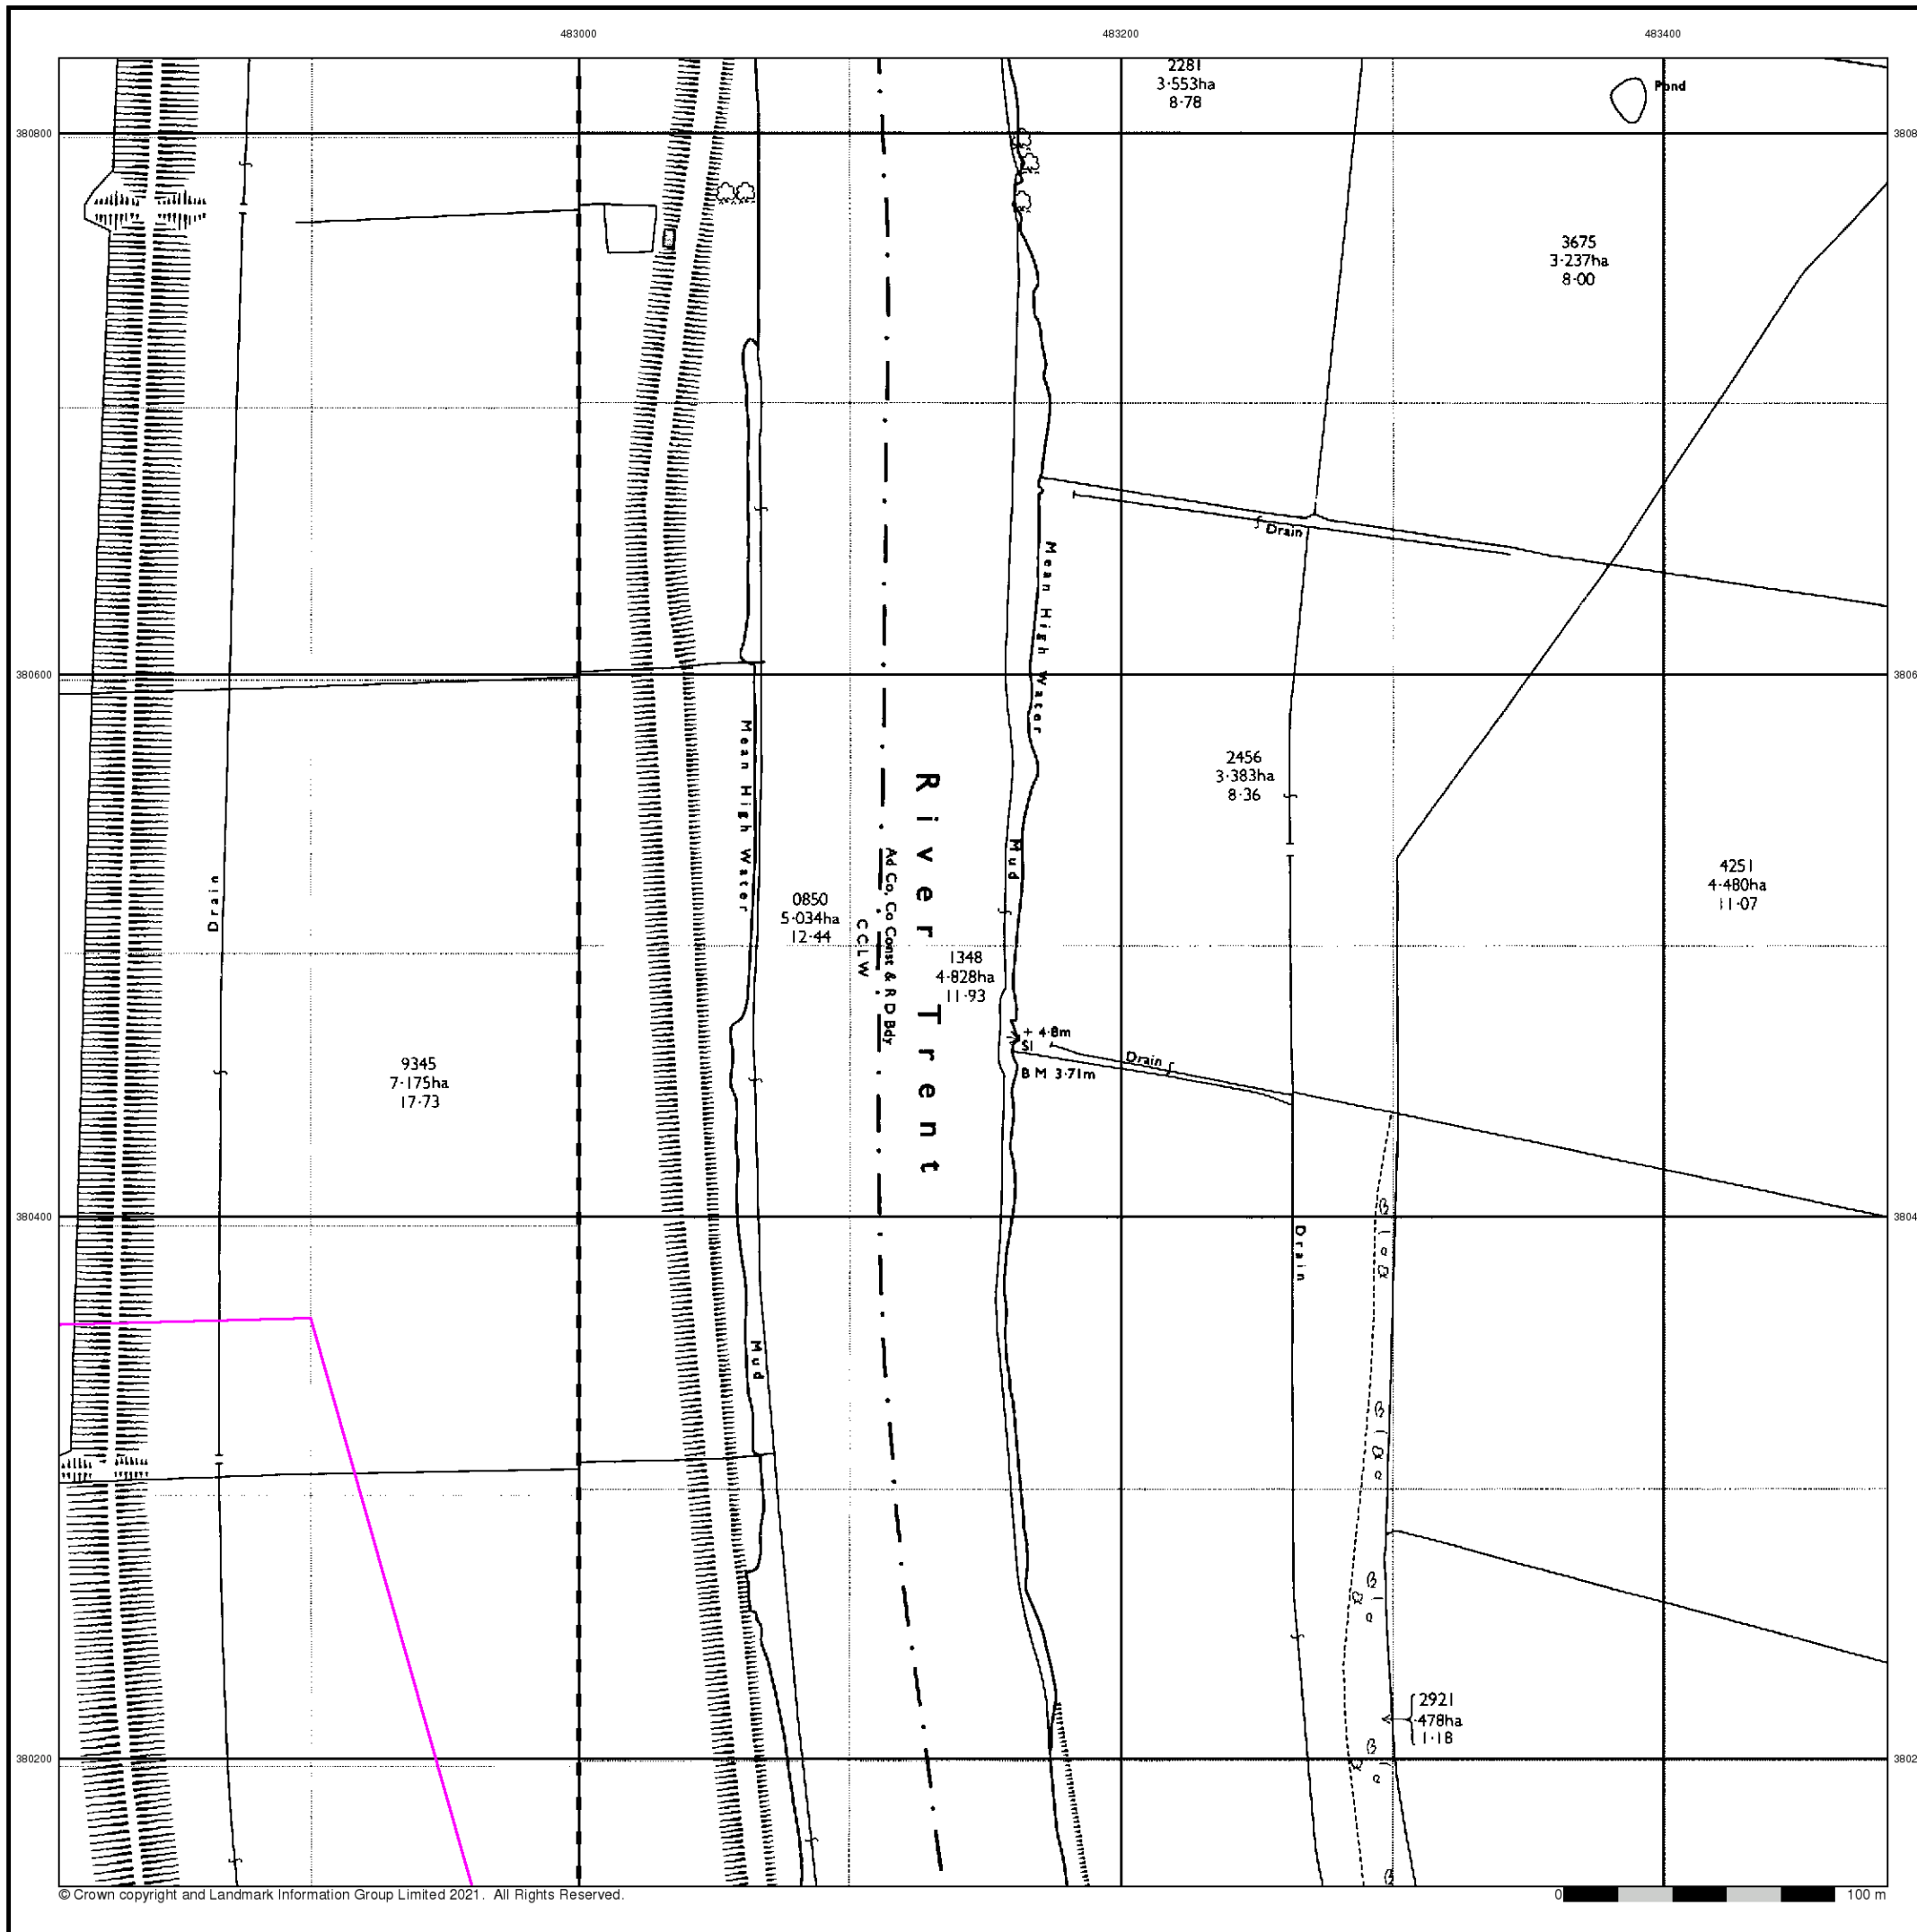 483000
483200
483400
380800
3808
2281
3·553ha
8·78
Pond
3675
3·237ha
8·00
Drain
Mean High Water
380600
3806
Mean High Water
River Trent
2456
3·383ha
8·36
Mud
Ad Co, Co Const & R D Bdy
C C L W
4251
4·480ha
11·07
Drain
0850
5·034ha
12·44
1348
4·828ha
11·93
+ 4·8m
Sl
B M 3·71m
Drain
9345
7·175ha
17·73
380400
3804
Drain
Mud
2921
·478ha
1·18
380200
3802
© Crown copyright and Landmark Information Group Limited 2021. All Rights Reserved.
0
100 m